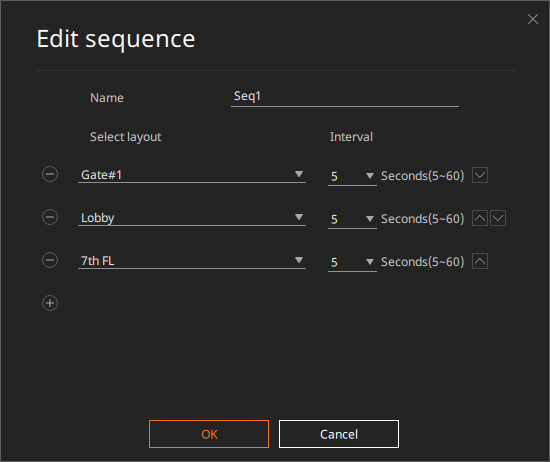 Edit sequence
Name Seq1
Select layout Interval
Gate#1 5 Seconds(5~60)
Lobby 5 Seconds(5~60)
7th FL 5 Seconds(5~60)
OK Cancel